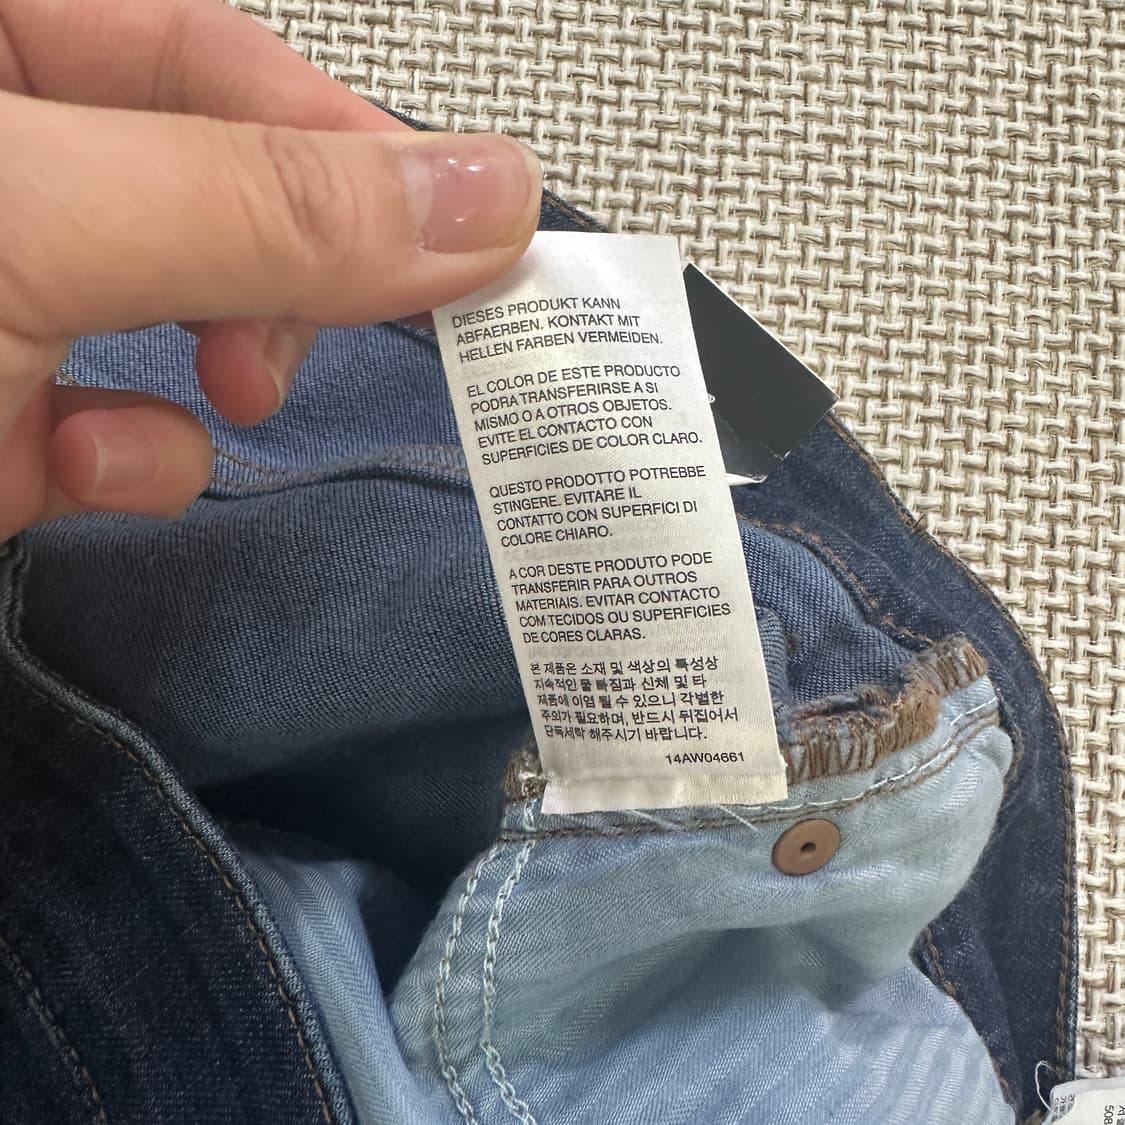 DIESES PRODUKT KANN
ABFAERBEN. KONTAKT MIT
HELLEN FARBEN VERMEIDEN.
EL COLOR DE ESTE PRODUCTO
PODRA TRANSFERIRSE A SI
MISMO O A OTROS OBJETOS.
EVITE EL CONTACTO CON
SUPERFICIES DE COLOR CLARO.
QUESTO PRODOTTO POTREBBE
STINGERE. EVITARE IL
CONTATTO CON SUPERFICI DI
COLORE CHIARO.
A COR DESTE PRODUTO PODE
TRANSFERIR PARA OUTROS
MATERIAIS. EVITAR CONTACTO
COM TECIDOS OU SUPERFICIES
DE CORES CLARAS.
본 제품은 소재 및 색상의 특성상
지속적인 물 빠짐과 신체 및 타
제품에 이염 될 수 있으니 각별한
주의가 필요하며, 반드시 뒤집어서
단독세탁 해주시기 바랍니다.
14AW04661